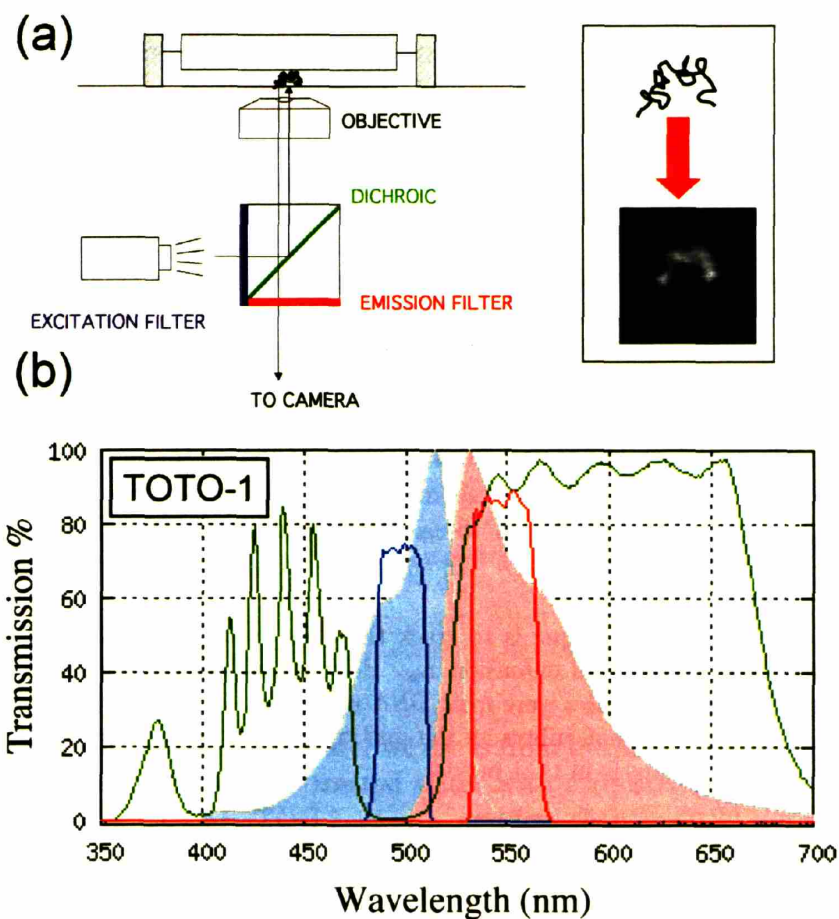 (a)
OBJECTIVE
DICHROIC
EXCITATION FILTER
EMISSION FILTER
TO CAMERA
(b)
TOTO-1
Transmission %
100
80
60
40
20
0
350 400 450 500 550 600 650 700
Wavelength (nm)